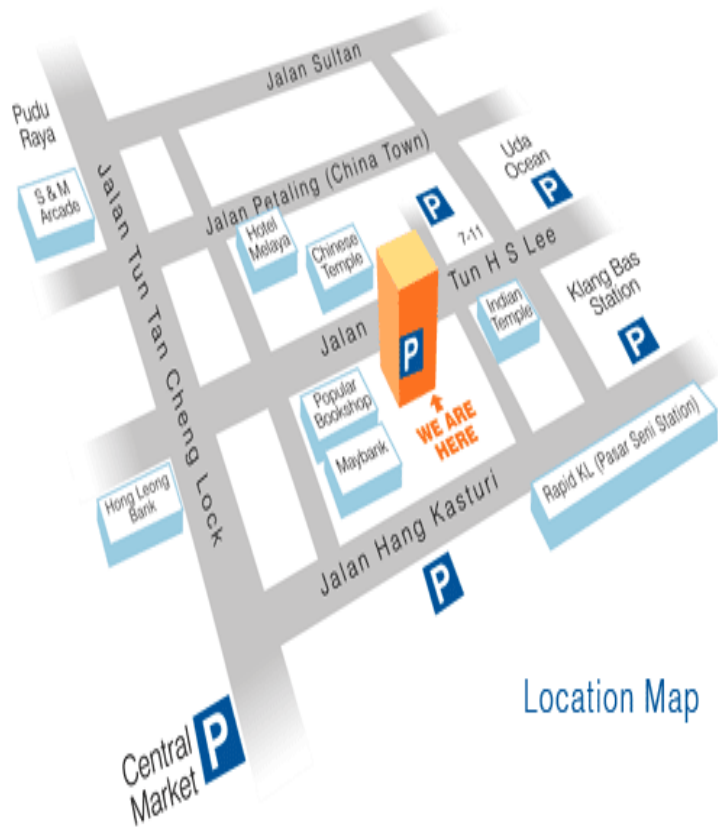 Jalan Sultan
Pudu
Raya
S & M
Arcade
Jalan Petaling (China Town)
Uda
Ocean
P
P
7-11
Hotel
Melaya
Chinese
Temple
Jalan Tun H S Lee
Klang Bas
Station
P
Indian
Temple
P
Jalan Tun Tan Cheng Lock
Popular
Bookshop
WE ARE
HERE
Maybank
Rapid KL (Pasar Seni Station)
Hong Leong
Bank
Jalan Hang Kasturi
P
Location Map
Central
Market
P